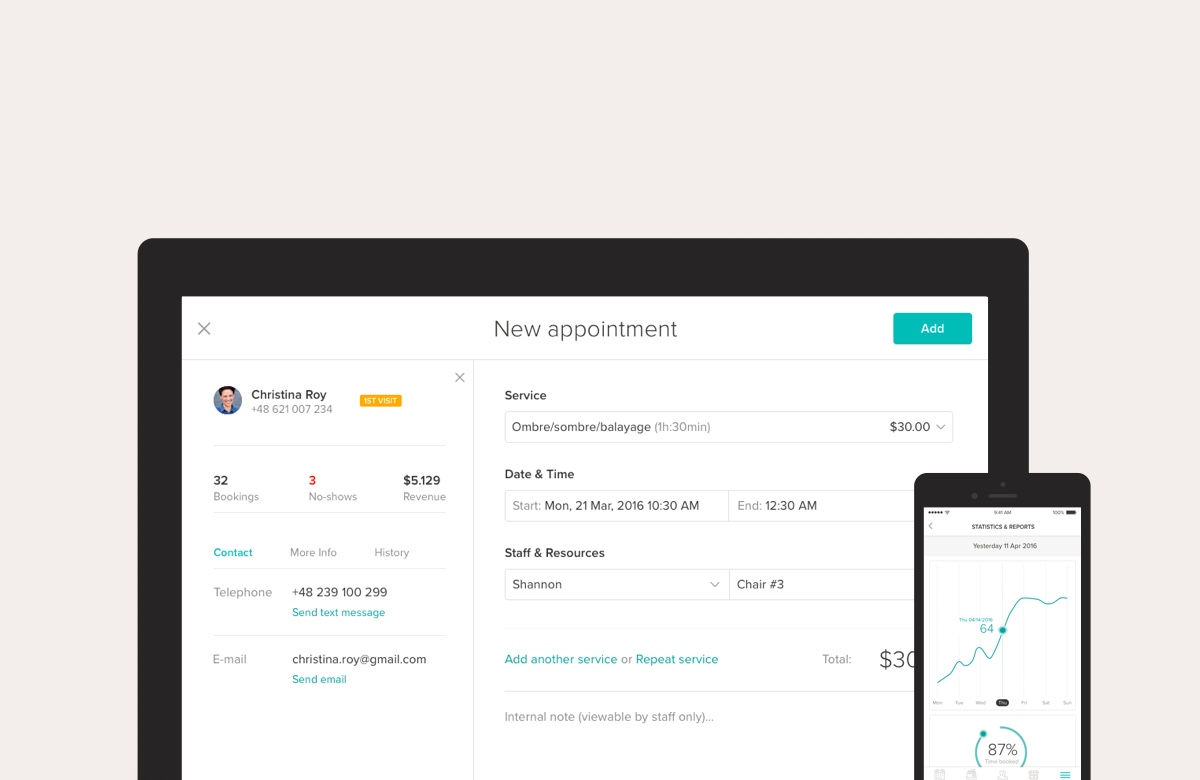 New appointment
Add
Christina Roy
+48 621 007 234
1ST VISIT
32
Bookings
3
No-shows
$5.129
Revenue
Contact
More Info
History
Telephone
+48 239 100 299
Send text message
E-mail
christina.roy@gmail.com
Send email
Service
Ombre/sombre/balayage (1h:30min)
$30.00
Date & Time
Start: Mon, 21 Mar, 2016 10:30 AM
End: 12:30 AM
Staff & Resources
Shannon
Chair #3
Add another service or Repeat service
Total:
$30
Internal note (viewable by staff only)...
9:41 AM
100%
STATISTICS & REPORTS
Yesterday 11 Apr 2016
Thu 04/14/2016
64
Mon Tue Wed Thu Fri Sat Sun
87%
Time booked